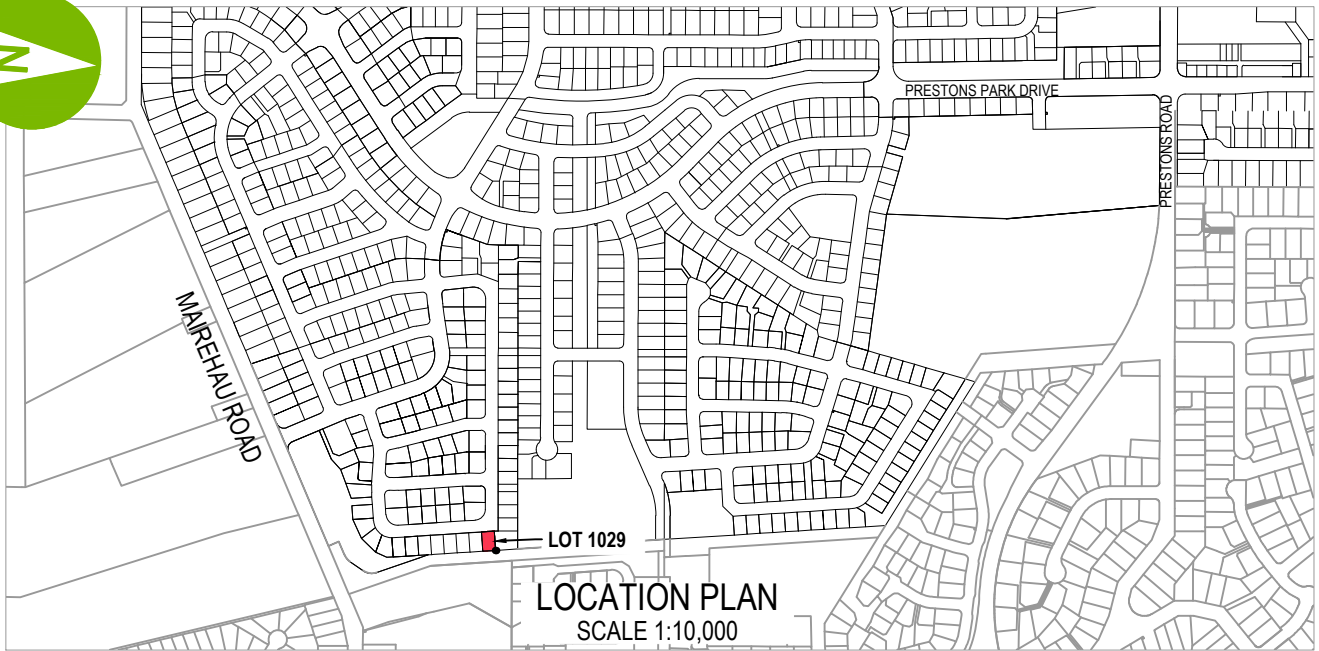 N
PRESTONS PARK DRIVE
PRESTONS ROAD
MAIREHAU ROAD
LOT 1029
LOCATION PLAN
SCALE 1:10,000